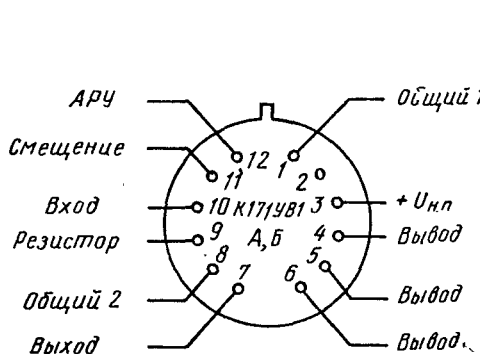 АРУ
Общий 1
Смещение
12
1
11
2
Вход
10
К171УВ1
3
+ Uн.п
Резистор
9
А,Б
4
Вывод
8
5
Общий 2
7
6
Вывод
Выход
Вывод